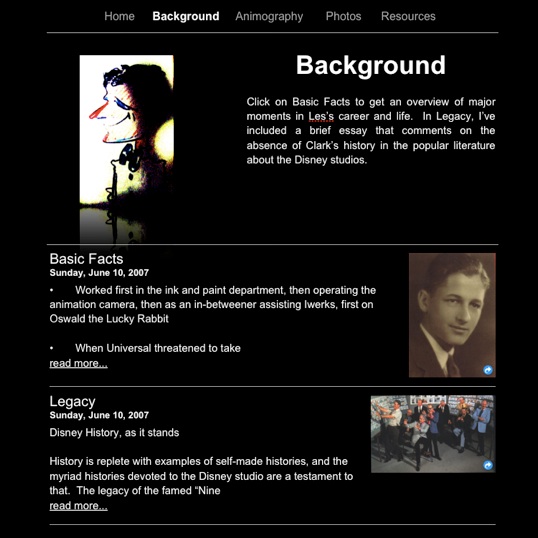 Home Background Animography Photos Resources
Background
Click on Basic Facts to get an overview of major
moments in Les's career and life. In Legacy, I've
included a brief essay that comments on the
absence of Clark's history in the popular literature
about the Disney studios.
Basic Facts
Sunday, June 10, 2007
• Worked first in the ink and paint department, then operating the
animation camera, then as an in-betweener assisting Iwerks, first on
Oswald the Lucky Rabbit
• When Universal threatened to take
read more...
Legacy
Sunday, June 10, 2007
Disney History, as it stands
History is replete with examples of self-made histories, and the
myriad histories devoted to the Disney studio are a testament to
that. The legacy of the famed “Nine
read more...